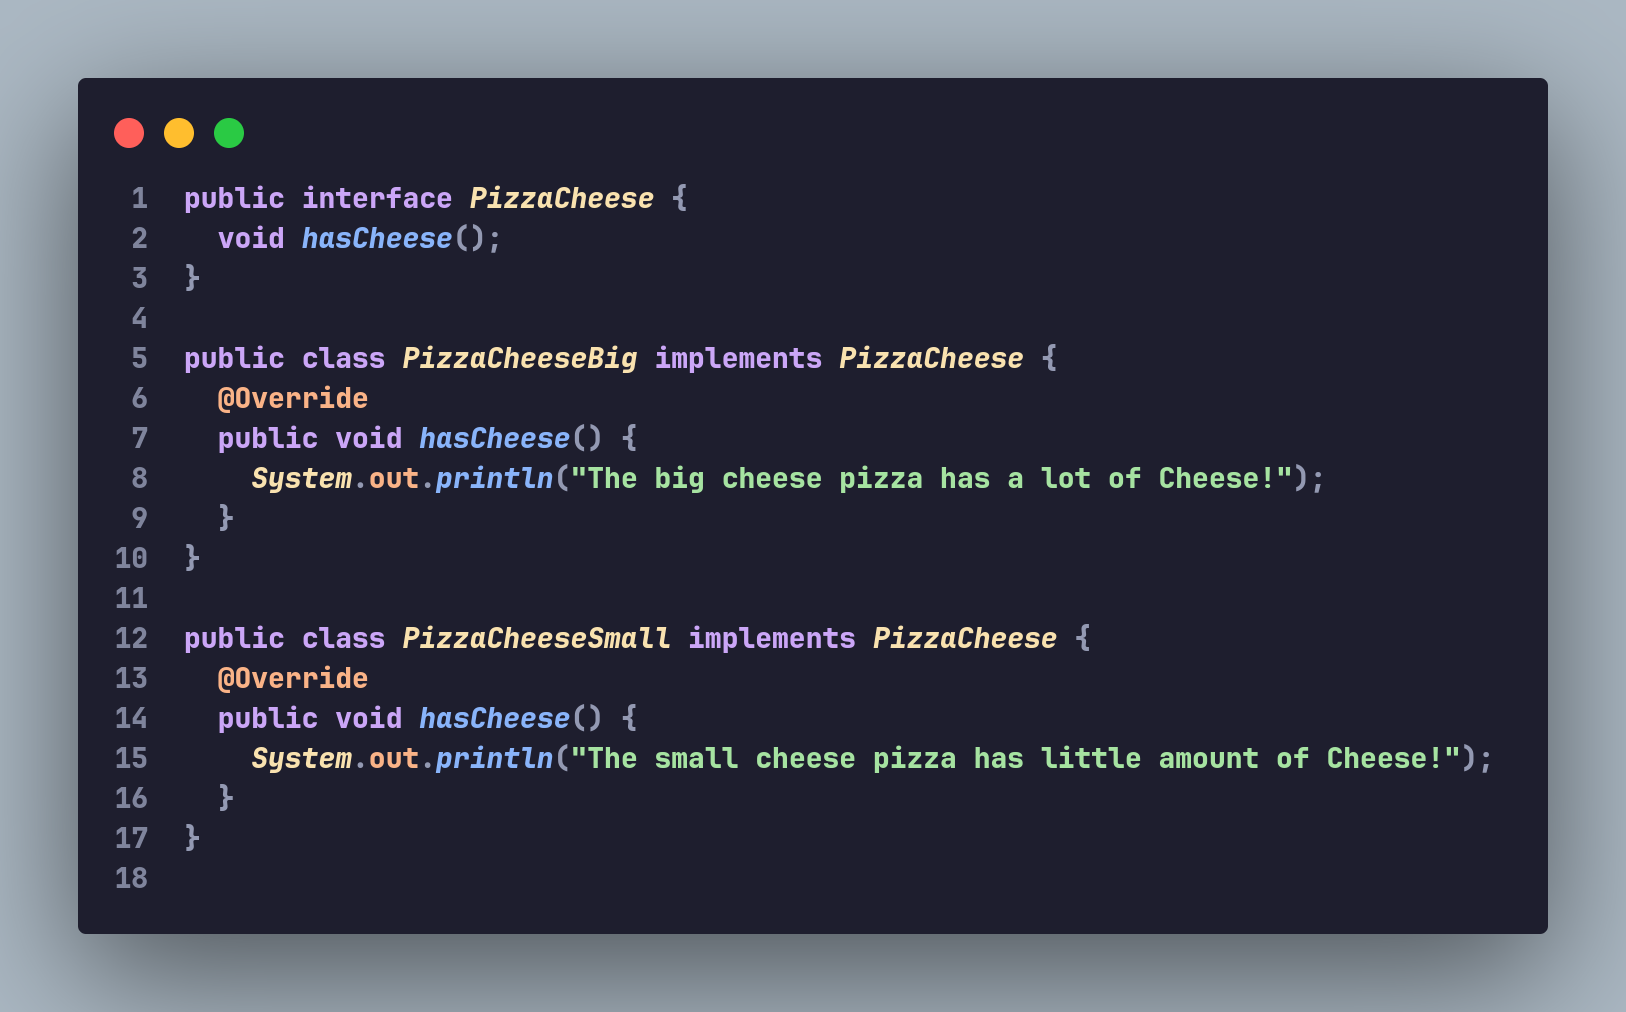 1 public interface PizzaCheese {
2   void hasCheese();
3 }
4
5 public class PizzaCheeseBig implements PizzaCheese {
6   @Override
7   public void hasCheese() {
8     System.out.println("The big cheese pizza has a lot of Cheese!");
9   }
10 }
11
12 public class PizzaCheeseSmall implements PizzaCheese {
13   @Override
14   public void hasCheese() {
15     System.out.println("The small cheese pizza has little amount of Cheese!");
16   }
17 }
18